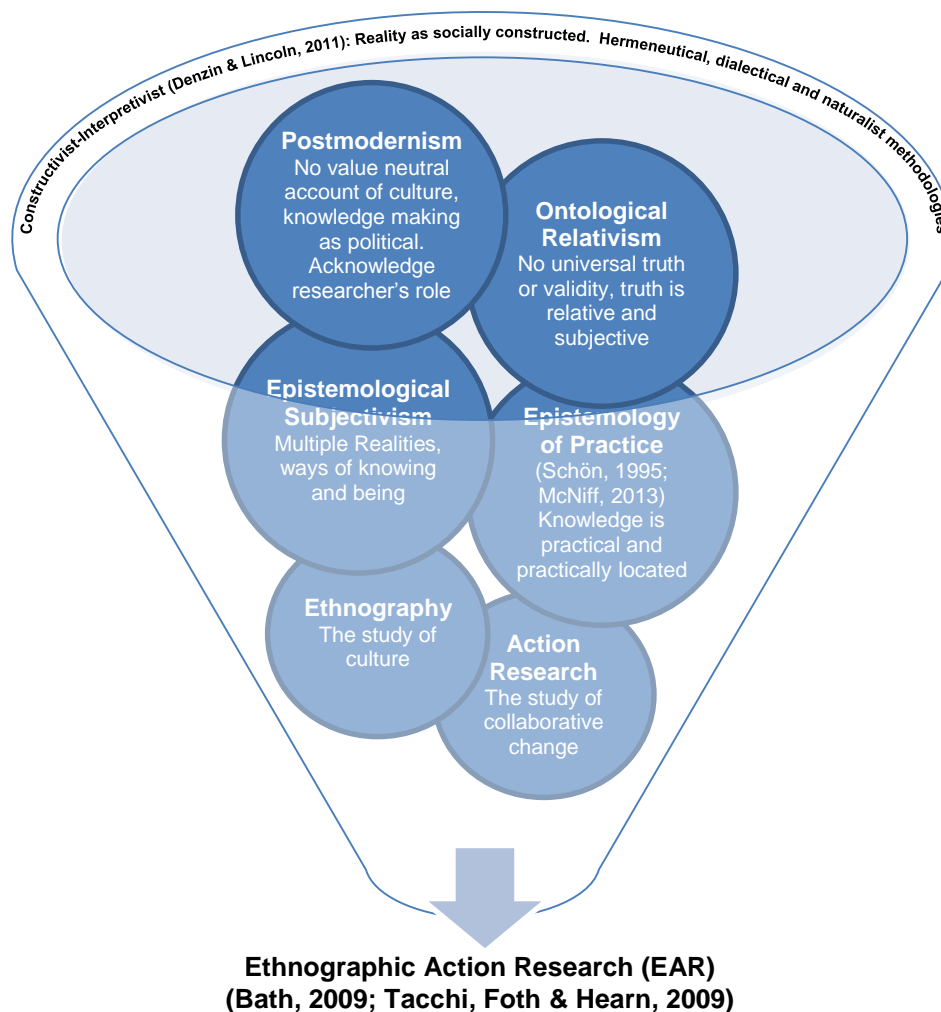 Constructivist-Interpretivist (Denzin & Lincoln, 2011): Reality as socially constructed.  Hermeneutical, dialectical and naturalist methodologies
Postmodernism
No value neutral
account of culture,
knowledge making
as political.
Acknowledge
researcher’s role
Ontological
Relativism
No universal truth
or validity, truth is
relative and
subjective
Epistemological
Subjectivism
Multiple Realities,
ways of knowing
and being
Epistemology
of Practice
(Schön, 1995;
McNiff, 2013)
Knowledge is
practical and
practically located
Ethnography
The study of
culture
Action
Research
The study of
collaborative
change
Ethnographic Action Research (EAR)
(Bath, 2009; Tacchi, Foth & Hearn, 2009)